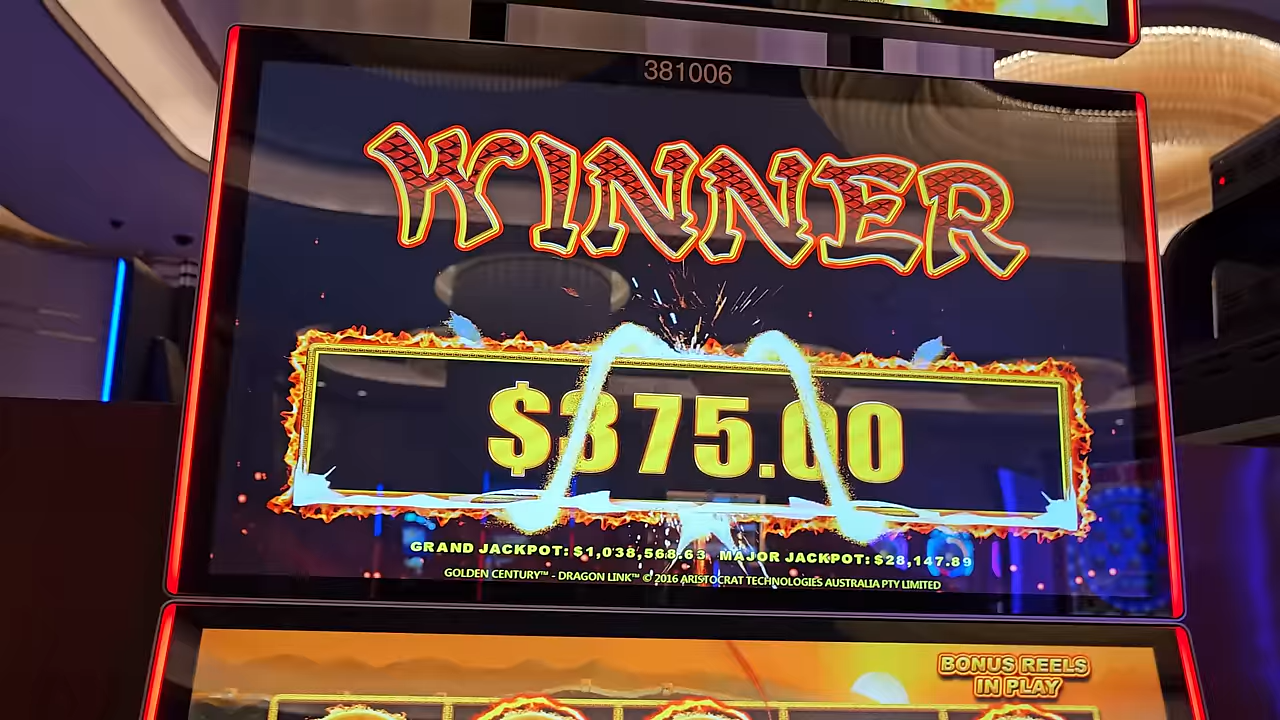 381006
WINNER
$375.00
GRAND JACKPOT: $1,038,568.63 MAJOR JACKPOT: $28,147.89
GOLDEN CENTURY™ - DRAGON LINK™ © 2016 ARISTOCRAT TECHNOLOGIES AUSTRALIA PTY LIMITED
BONUS REELS
IN PLAY